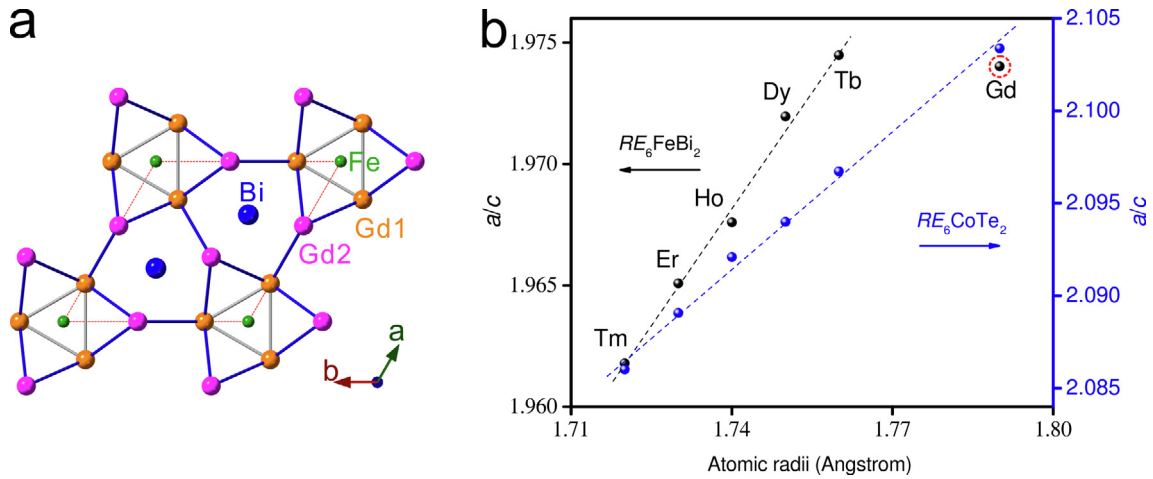 a
Fe
Bi
Gd1
Gd2
a
b
b
1.975
1.970
1.965
1.960
a/c
Tb
Dy
Gd
RE6FeBi2
Ho
Er
Tm
RE6CoTe2
2.105
2.100
2.095
2.090
2.085
a/c
1.71
1.74
1.77
1.80
Atomic radii (Angstrom)